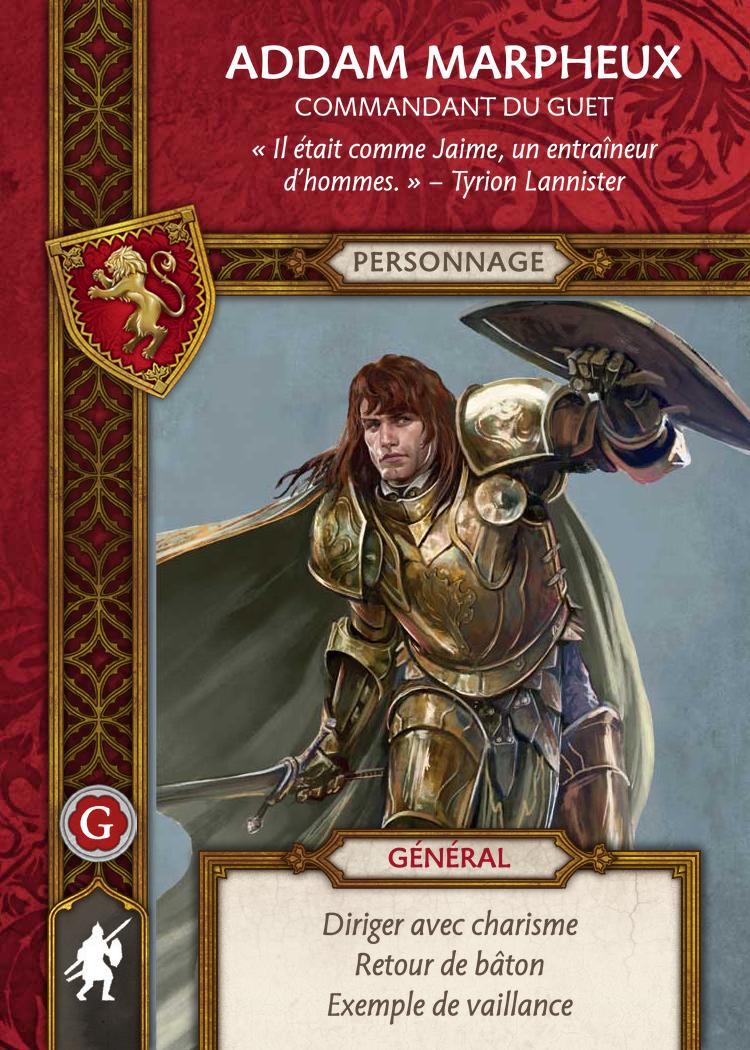 ADDAM MARPHEUX
COMMANDANT DU GUET
« Il était comme Jaime, un entraîneur
d'hommes. » – Tyrion Lannister
PERSONNAGE
G
GÉNÉRAL
Diriger avec charisme
Retour de bâton
Exemple de vaillance